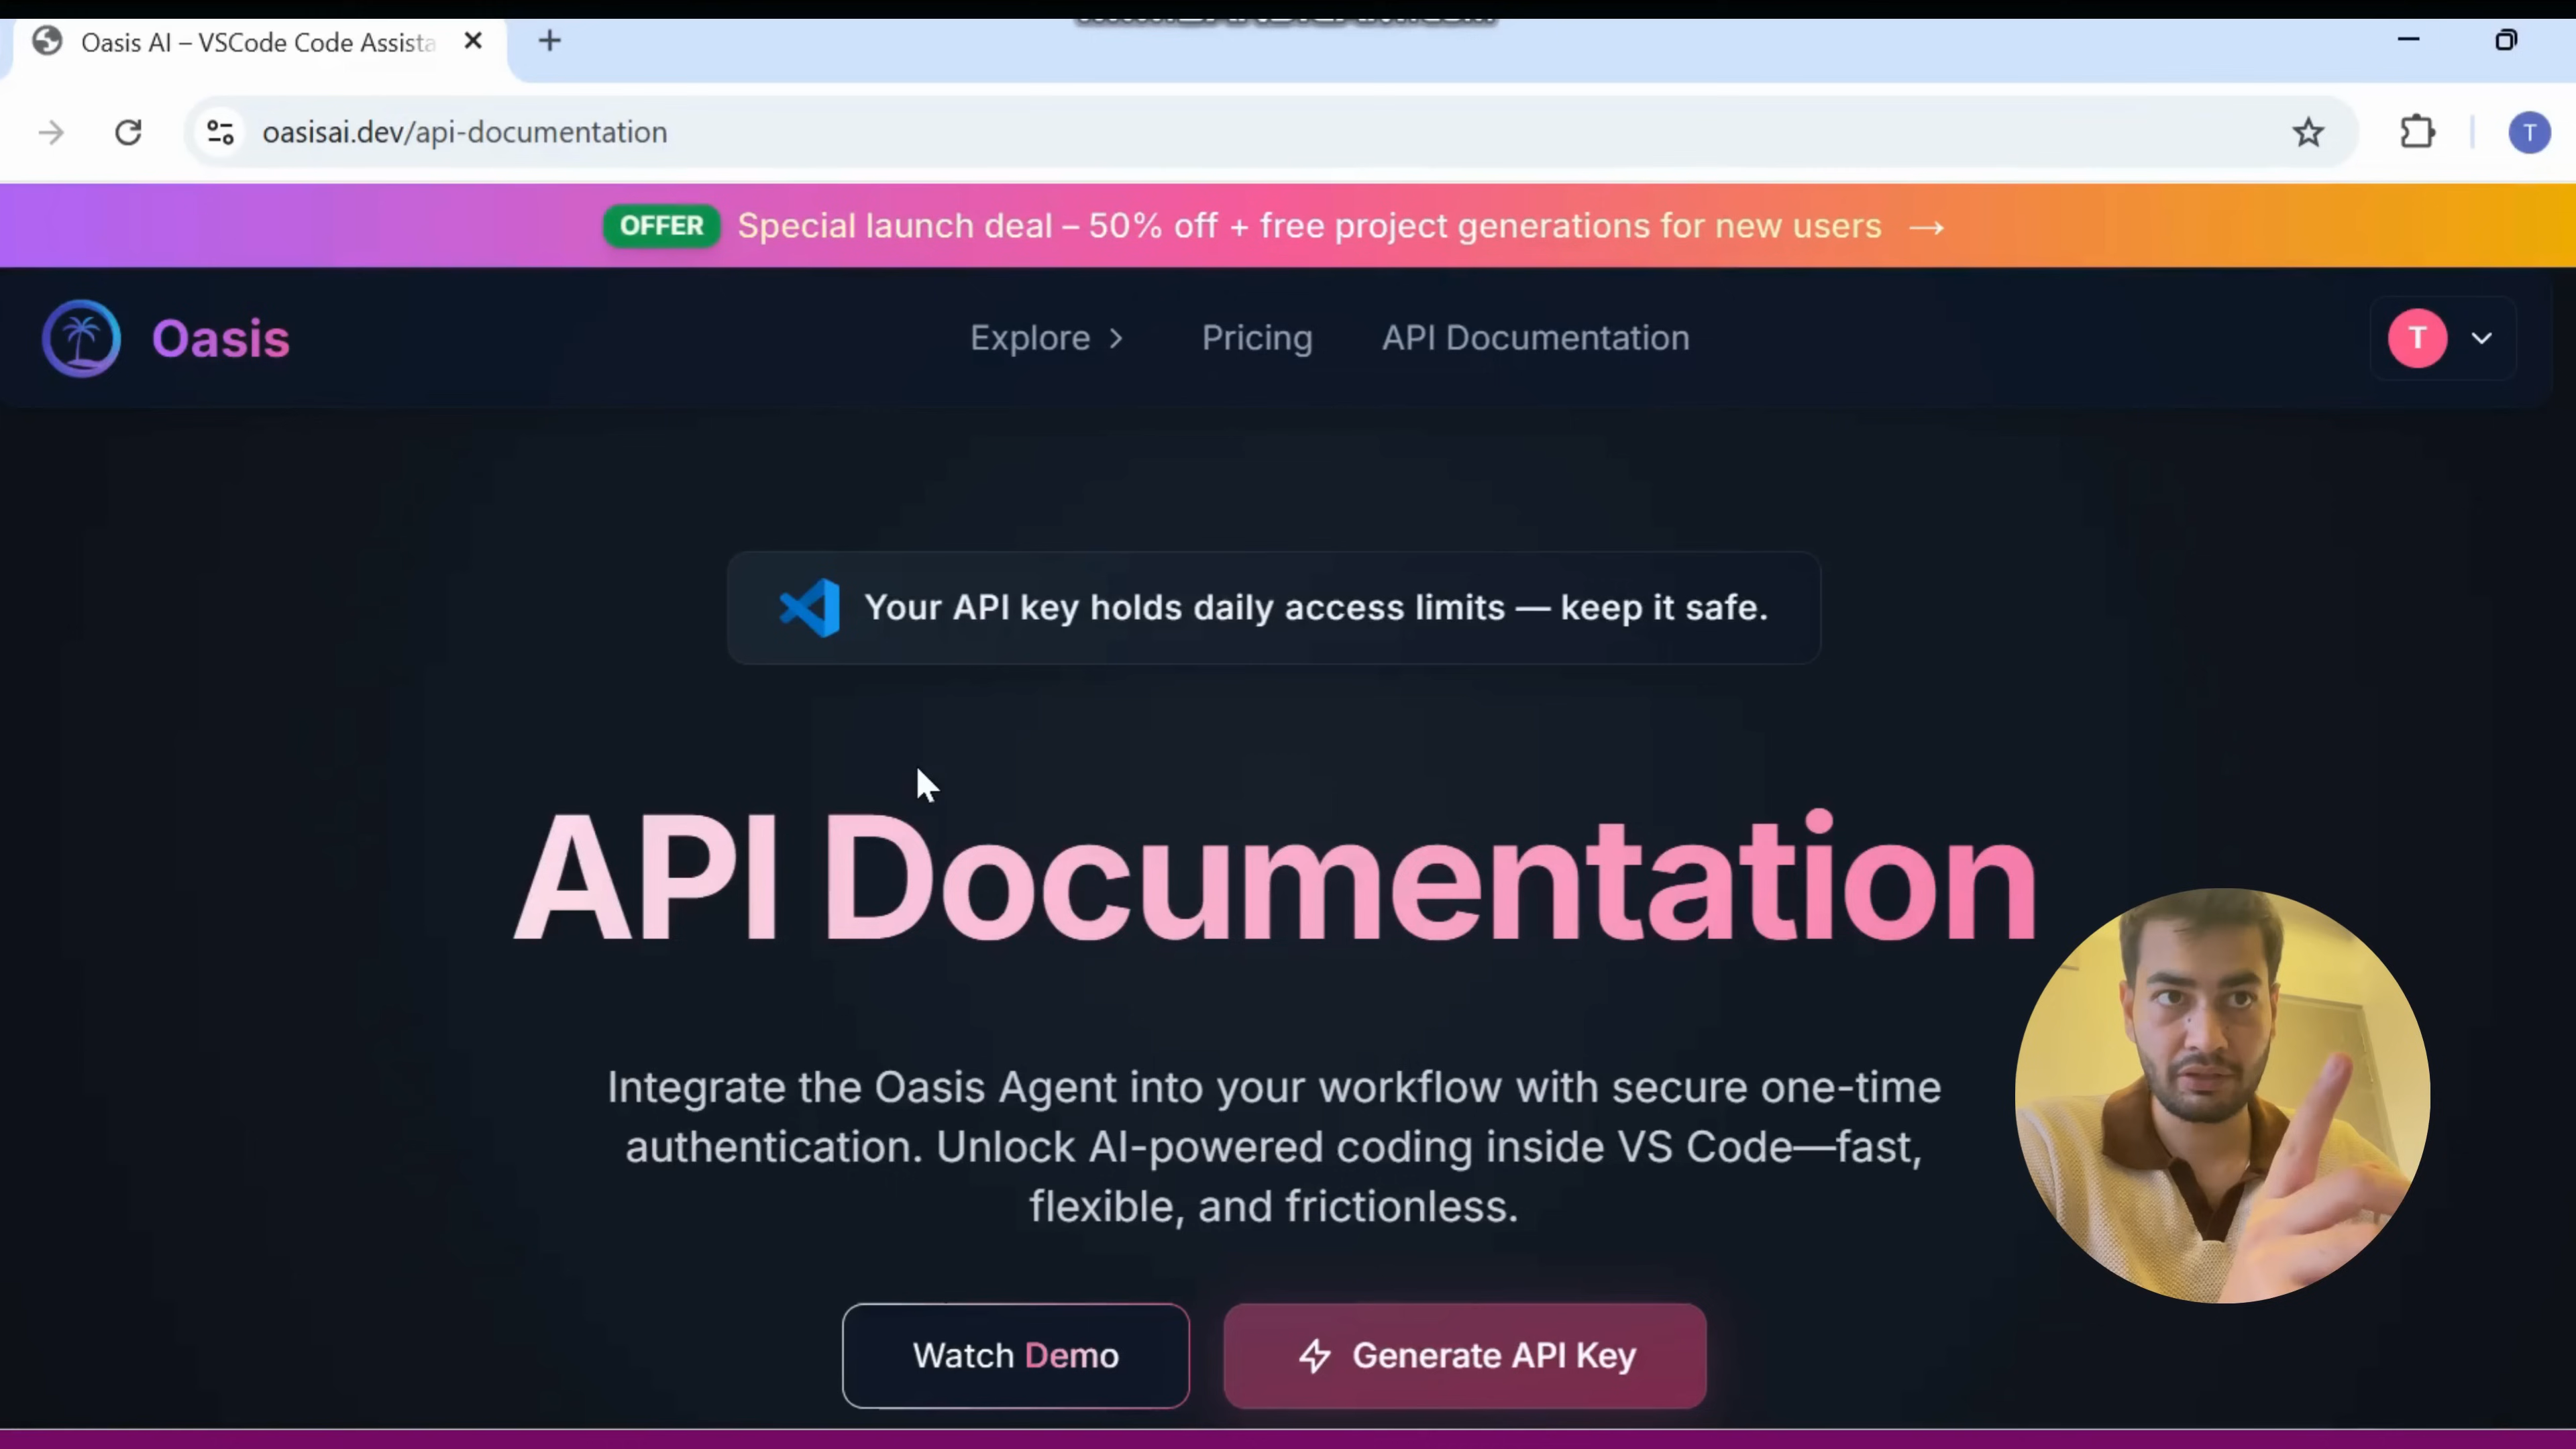 Oasis AI – VSCode Code Assista
oasisai.dev/api-documentation
T
OFFER Special launch deal – 50% off + free project generations for new users →
Oasis
Explore > Pricing API Documentation
T
Your API key holds daily access limits — keep it safe.
API Documentation
Integrate the Oasis Agent into your workflow with secure one-time
authentication. Unlock AI-powered coding inside VS Code—fast,
flexible, and frictionless.
Watch Demo
Generate API Key